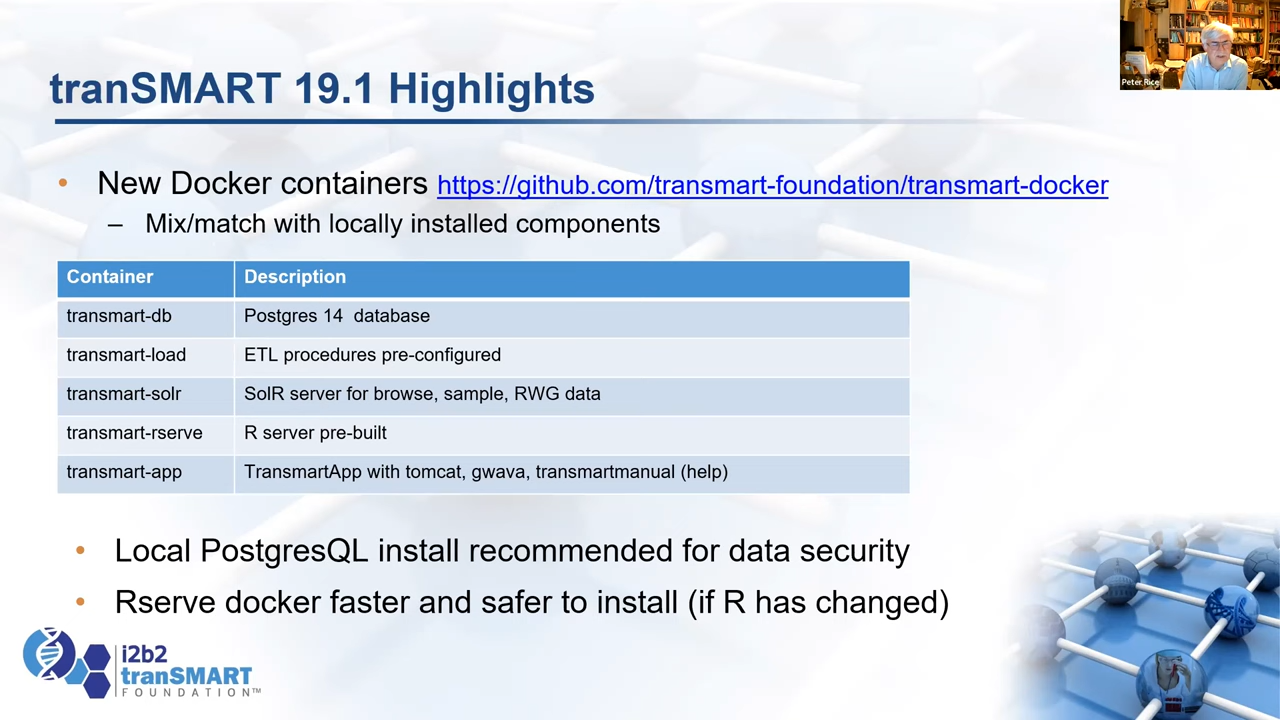 Peter Rice
tranSMART 19.1 Highlights
• New Docker containers https://github.com/transmart-foundation/transmart-docker
– Mix/match with locally installed components
Container Description
transmart-db Postgres 14 database
transmart-load ETL procedures pre-configured
transmart-solr SolR server for browse, sample, RWG data
transmart-rserve R server pre-built
transmart-app TransmartApp with tomcat, gwava, transmartmanual (help)
• Local PostgresQL install recommended for data security
• Rserve docker faster and safer to install (if R has changed)
i2b2
tranSMART
FOUNDATION™